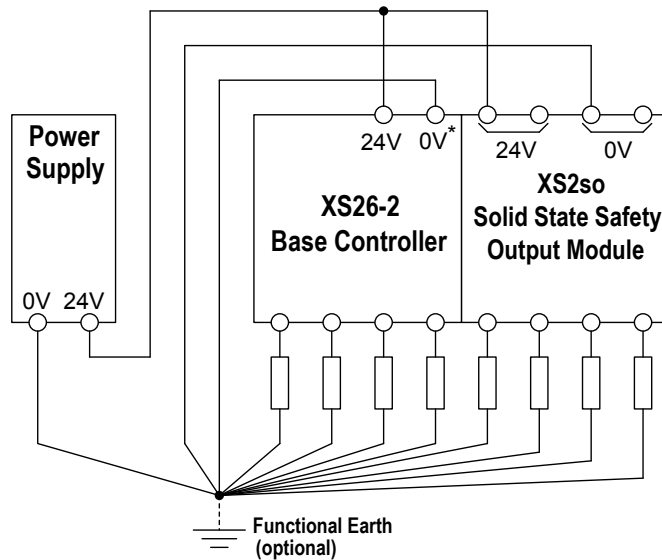 24V
0V*
24V
0V
Power
Supply
XS26-2
Base Controller
XS2so
Solid State Safety
Output Module
0V
24V
Functional Earth
(optional)